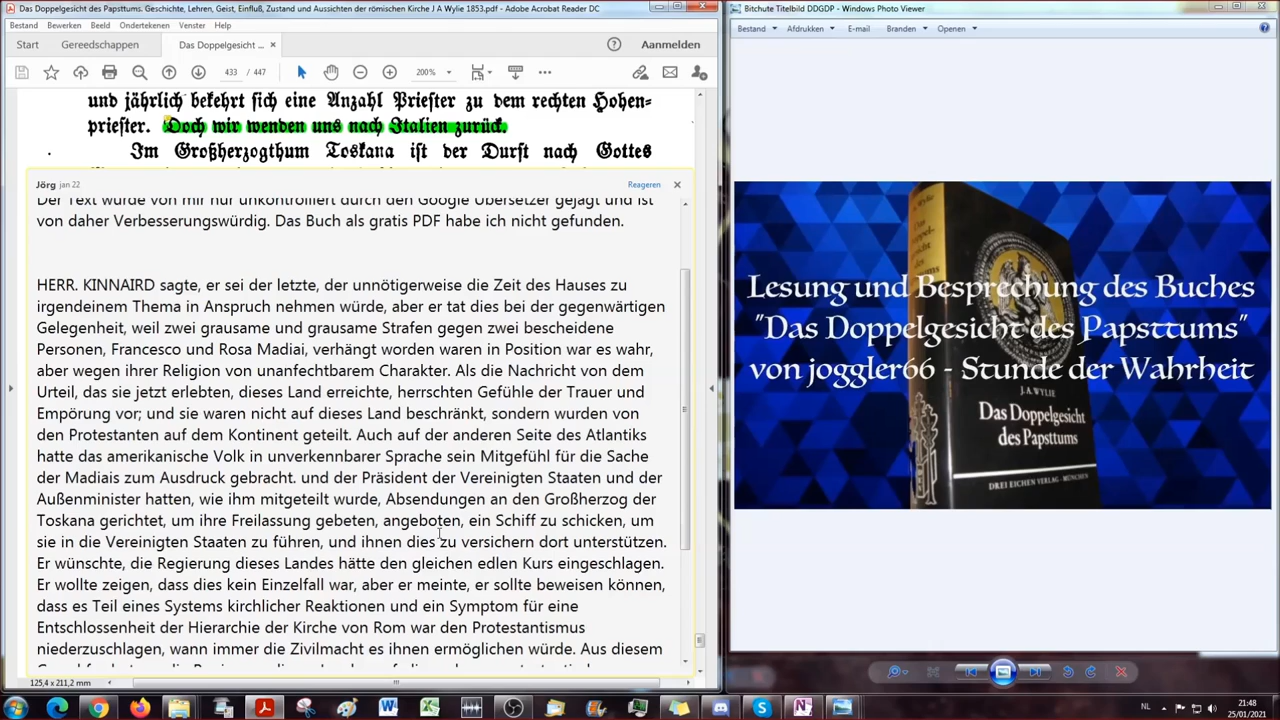 Das Doppelgesicht des Papsttums. Geschichte, Lehren, Geist, Einfluß, Zustand und Aussichten der römischen Kirche J A Wylie 1853.pdf - Adobe Acrobat Reader DC
Bestand Bewerken Beeld Ondertekenen Venster Help
Start Gereedschappen Das Doppelgesicht ... × Anmelden
433 / 447 200%
und jährlich bekehrt sich eine Anzahl Priester zu dem rechten Hohen-
priester. Doch wir wenden uns nach Italien zurück.
Im Großherzogthum Toskana ist der Durst nach Gottes
Jörg jan 22 Reageren
Der Text wurde von mir nur unkontrolliert durch den Google Übersetzer gejagt und ist
von daher Verbesserungswürdig. Das Buch als gratis PDF habe ich nicht gefunden.
HERR. KINNAIRD sagte, er sei der letzte, der unnötigerweise die Zeit des Hauses zu
irgendeinem Thema in Anspruch nehmen würde, aber er tat dies bei der gegenwärtigen
Gelegenheit, weil zwei grausame und grausame Strafen gegen zwei bescheidene
Personen, Francesco und Rosa Madiai, verhängt worden waren in Position war es wahr,
aber wegen ihrer Religion von unanfechtbarem Charakter. Als die Nachricht von dem
Urteil, das sie jetzt erlebten, dieses Land erreichte, herrschten Gefühle der Trauer und
Empörung vor; und sie waren nicht auf dieses Land beschränkt, sondern wurden von
den Protestanten auf dem Kontinent geteilt. Auch auf der anderen Seite des Atlantiks
hatte das amerikanische Volk in unverkennbarer Sprache sein Mitgefühl für die Sache
der Madiais zum Ausdruck gebracht. und der Präsident der Vereinigten Staaten und der
Außenminister hatten, wie ihm mitgeteilt wurde, Absendungen an den Großherzog der
Toskana gerichtet, um ihre Freilassung gebeten, angeboten, ein Schiff zu schicken, um
sie in die Vereinigten Staaten zu führen, und ihnen dies zu versichern dort unterstützen.
Er wünschte, die Regierung dieses Landes hätte den gleichen edlen Kurs eingeschlagen.
Er wollte zeigen, dass dies kein Einzelfall war, aber er meinte, er sollte beweisen können,
dass es Teil eines Systems kirchlicher Reaktionen und ein Symptom für eine
Entschlossenheit der Hierarchie der Kirche von Rom war den Protestantismus
niederzuschlagen, wann immer die Zivilmacht es ihnen ermöglichen würde. Aus diesem
125,4 x 211,2 mm
Bitchute Titelbild DDGDP - Windows Photo Viewer
Bestand Afdrukken E-mail Branden Openen
Lesung und Besprechung des Buches
"Das Doppelgesicht des Papsttums"
von joggler66 - Stunde der Wahrheit
J. A. WYLIE
Das Doppelgesicht
des Papsttums
DREI EICHEN VERLAG · MÜNCHEN
NL 21:48
25/01/2021